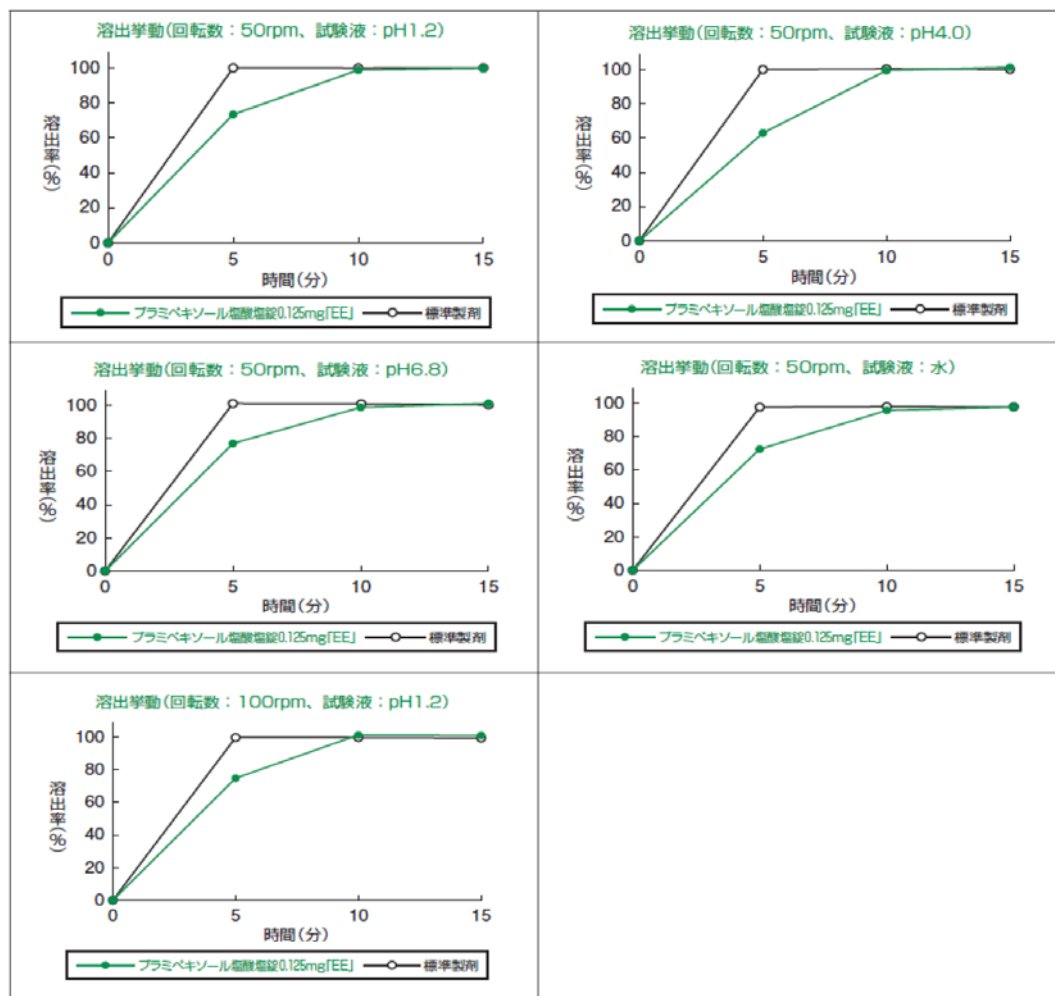 溶出挙動(回転数：50rpm、試験液：pH1.2)
100
80
60
40
20
0
溶出率(%)
0 5 10 15
時間(分)
プラミペキソール塩酸塩錠0.125mg「EE」 標準製剤
溶出挙動(回転数：50rpm、試験液：pH4.0)
100
80
60
40
20
0
溶出率(%)
0 5 10 15
時間(分)
プラミペキソール塩酸塩錠0.125mg「EE」 標準製剤
溶出挙動(回転数：50rpm、試験液：pH6.8)
100
80
60
40
20
0
溶出率(%)
0 5 10 15
時間(分)
プラミペキソール塩酸塩錠0.125mg「EE」 標準製剤
溶出挙動(回転数：50rpm、試験液：水)
100
80
60
40
20
0
溶出率(%)
0 5 10 15
時間(分)
プラミペキソール塩酸塩錠0.125mg「EE」 標準製剤
溶出挙動(回転数：100rpm、試験液：pH1.2)
100
80
60
40
20
0
溶出率(%)
0 5 10 15
時間(分)
プラミペキソール塩酸塩錠0.125mg「EE」 標準製剤